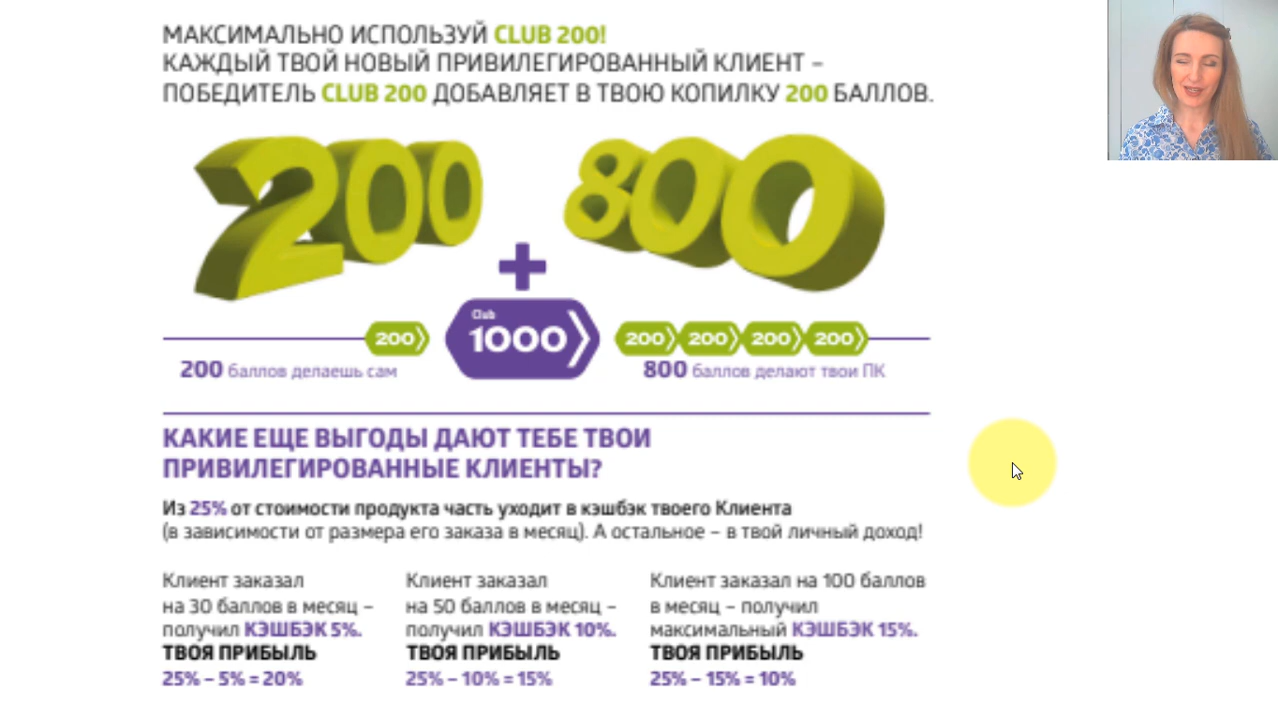 МАКСИМАЛЬНО ИСПОЛЬЗУЙ CLUB 200!
КАЖДЫЙ ТВОЙ НОВЫЙ ПРИВИЛЕГИРОВАННЫЙ КЛИЕНТ –
ПОБЕДИТЕЛЬ CLUB 200 ДОБАВЛЯЕТ В ТВОЮ КОПИЛКУ 200 БАЛЛОВ.
200 + 800
200 Club 1000 200 200 200 200
200 баллов делаешь сам
800 баллов делают твои ПК
КАКИЕ ЕЩЕ ВЫГОДЫ ДАЮТ ТЕБЕ ТВОИ
ПРИВИЛЕГИРОВАННЫЕ КЛИЕНТЫ?
Из 25% от стоимости продукта часть уходит в кэшбэк твоего Клиента
(в зависимости от размера его заказа в месяц). А остальное – в твой личный доход!
Клиент заказал
на 30 баллов в месяц –
получил КЭШБЭК 5%.
ТВОЯ ПРИБЫЛЬ
25% – 5% = 20%
Клиент заказал
на 50 баллов в месяц –
получил КЭШБЭК 10%.
ТВОЯ ПРИБЫЛЬ
25% – 10% = 15%
Клиент заказал на 100 баллов
в месяц – получил
максимальный КЭШБЭК 15%.
ТВОЯ ПРИБЫЛЬ
25% – 15% = 10%